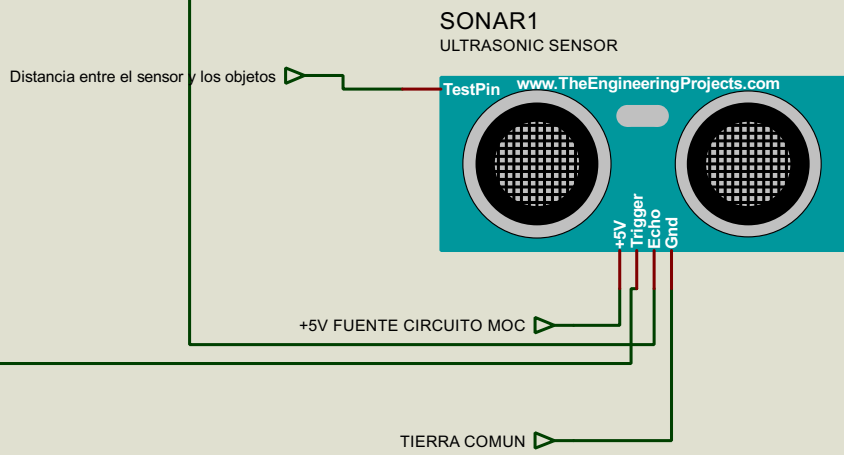 SONAR1
ULTRASONIC SENSOR
Distancia entre el sensor y los objetos
TestPin
www.TheEngineeringProjects.com
+5V
Trigger
Echo
Gnd
+5V FUENTE CIRCUITO MOC
TIERRA COMUN